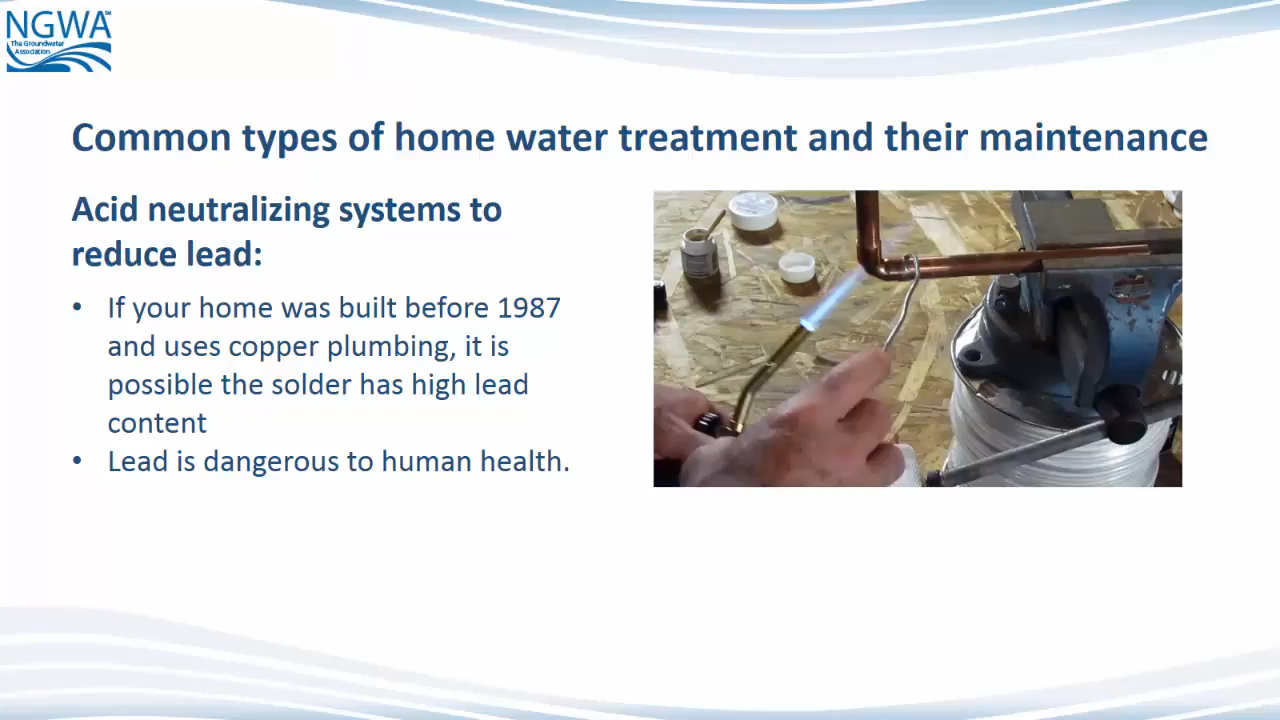 NGWA℠
The Groundwater
Association
Common types of home water treatment and their maintenance
Acid neutralizing systems to
reduce lead:
• If your home was built before 1987
and uses copper plumbing, it is
possible the solder has high lead
content
• Lead is dangerous to human health.